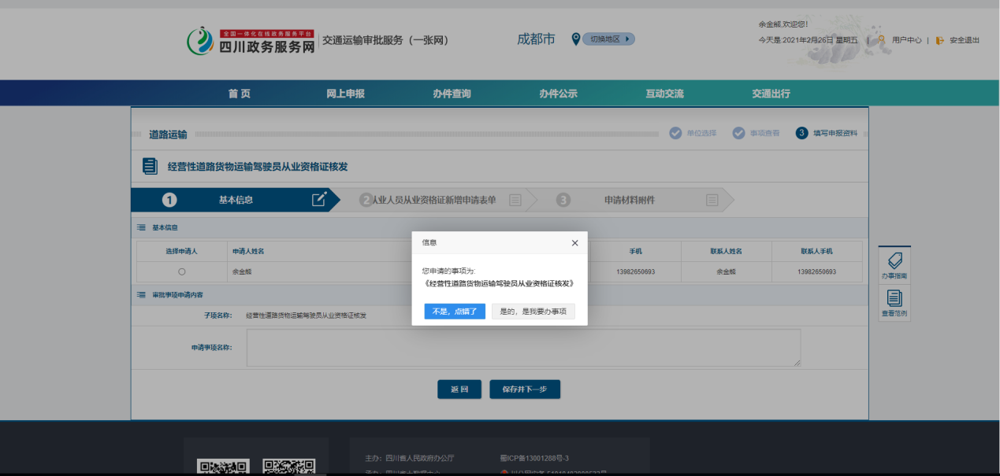 余金熊,欢迎您!
全国一体化在线政务服务平台
四川政务服务网
交通运输审批服务（一张网）
成都市
切换地区
今天是:2021年2月26日 星期五 | 用户中心 | 安全退出
首页 网上申报 办件查询 办件公示 互动交流 交通出行
道路运输
单位选择 事项查看 3 填写申报资料
经营性道路货物运输驾驶员从业资格证核发
1 基本信息 2 从业人员从业资格证新增申请表单 3 申请材料附件
基本信息
选择申请人 申请人姓名 手机 联系人姓名 联系人手机
余金熊 13982650693 余金熊 13982650693
审批事项申请内容
子项名称: 经营性道路货物运输驾驶员从业资格证核发
申请事项名称:
返回 保存并下一步
信息
您申请的事项为:
《经营性道路货物运输驾驶员从业资格证核发》
不是，点错了 是的，是我要办事项
办事指南
查看范例
主办：四川省人民政府办公厅 蜀ICP备13001288号-3